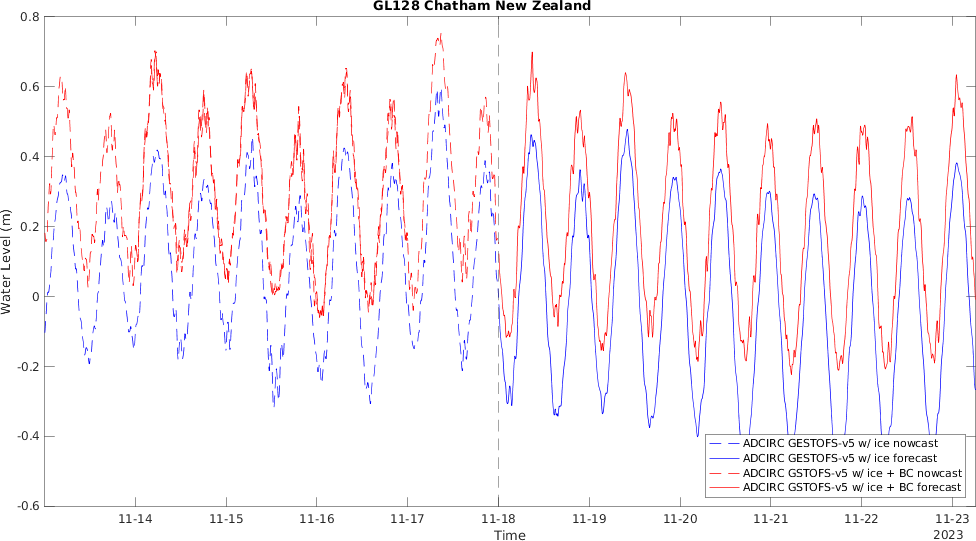 GL128 Chatham New Zealand
0.8
0.6
0.4
0.2
0
-0.2
-0.4
-0.6
Water Level (m)
ADCIRC GESTOFS-v5 w/ ice nowcast
ADCIRC GESTOFS-v5 w/ ice forecast
ADCIRC GSTOFS-v5 w/ ice + BC nowcast
ADCIRC GSTOFS-v5 w/ ice + BC forecast
11-14 11-15 11-16 11-17 11-18 11-19 11-20 11-21 11-22 11-23
Time 2023